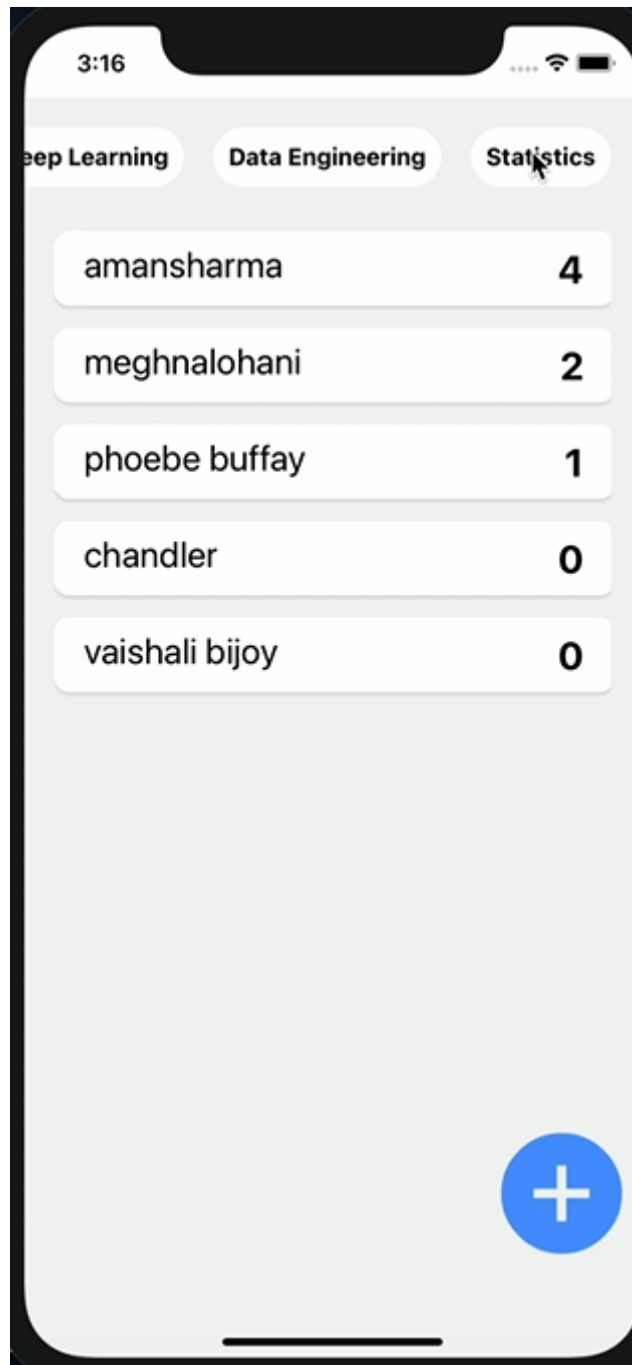 3:16
eep Learning Data Engineering Statistics
amansharma 4
meghnalohani 2
phoebe buffay 1
chandler 0
vaishali bijoy 0